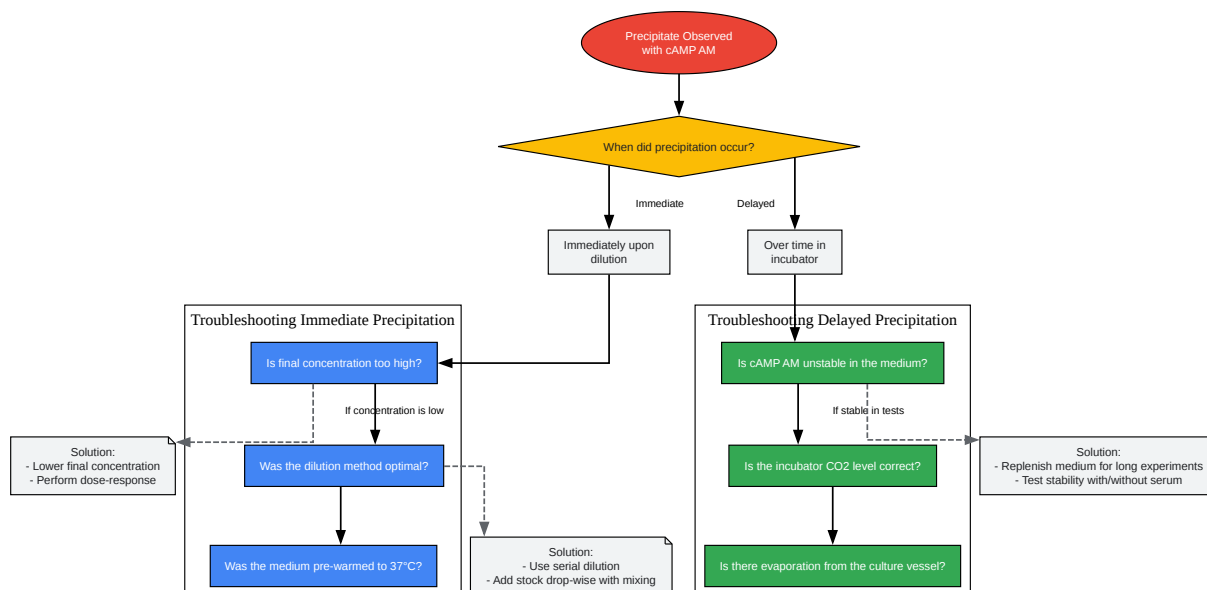 Precipitate Observed
with cAMP AM
When did precipitation occur?
Immediate
Delayed
Immediately upon
dilution
Over time in
incubator
Troubleshooting Immediate Precipitation
Is final concentration too high?
If concentration is low
Solution:
- Lower final concentration
- Perform dose-response
Was the dilution method optimal?
Was the medium pre-warmed to 37°C?
Solution:
- Use serial dilution
- Add stock drop-wise with mixing
Troubleshooting Delayed Precipitation
Is cAMP AM unstable in the medium?
If stable in tests
Is the incubator CO2 level correct?
Solution:
- Replenish medium for long experiments
- Test stability with/without serum
Is there evaporation from the culture vessel?